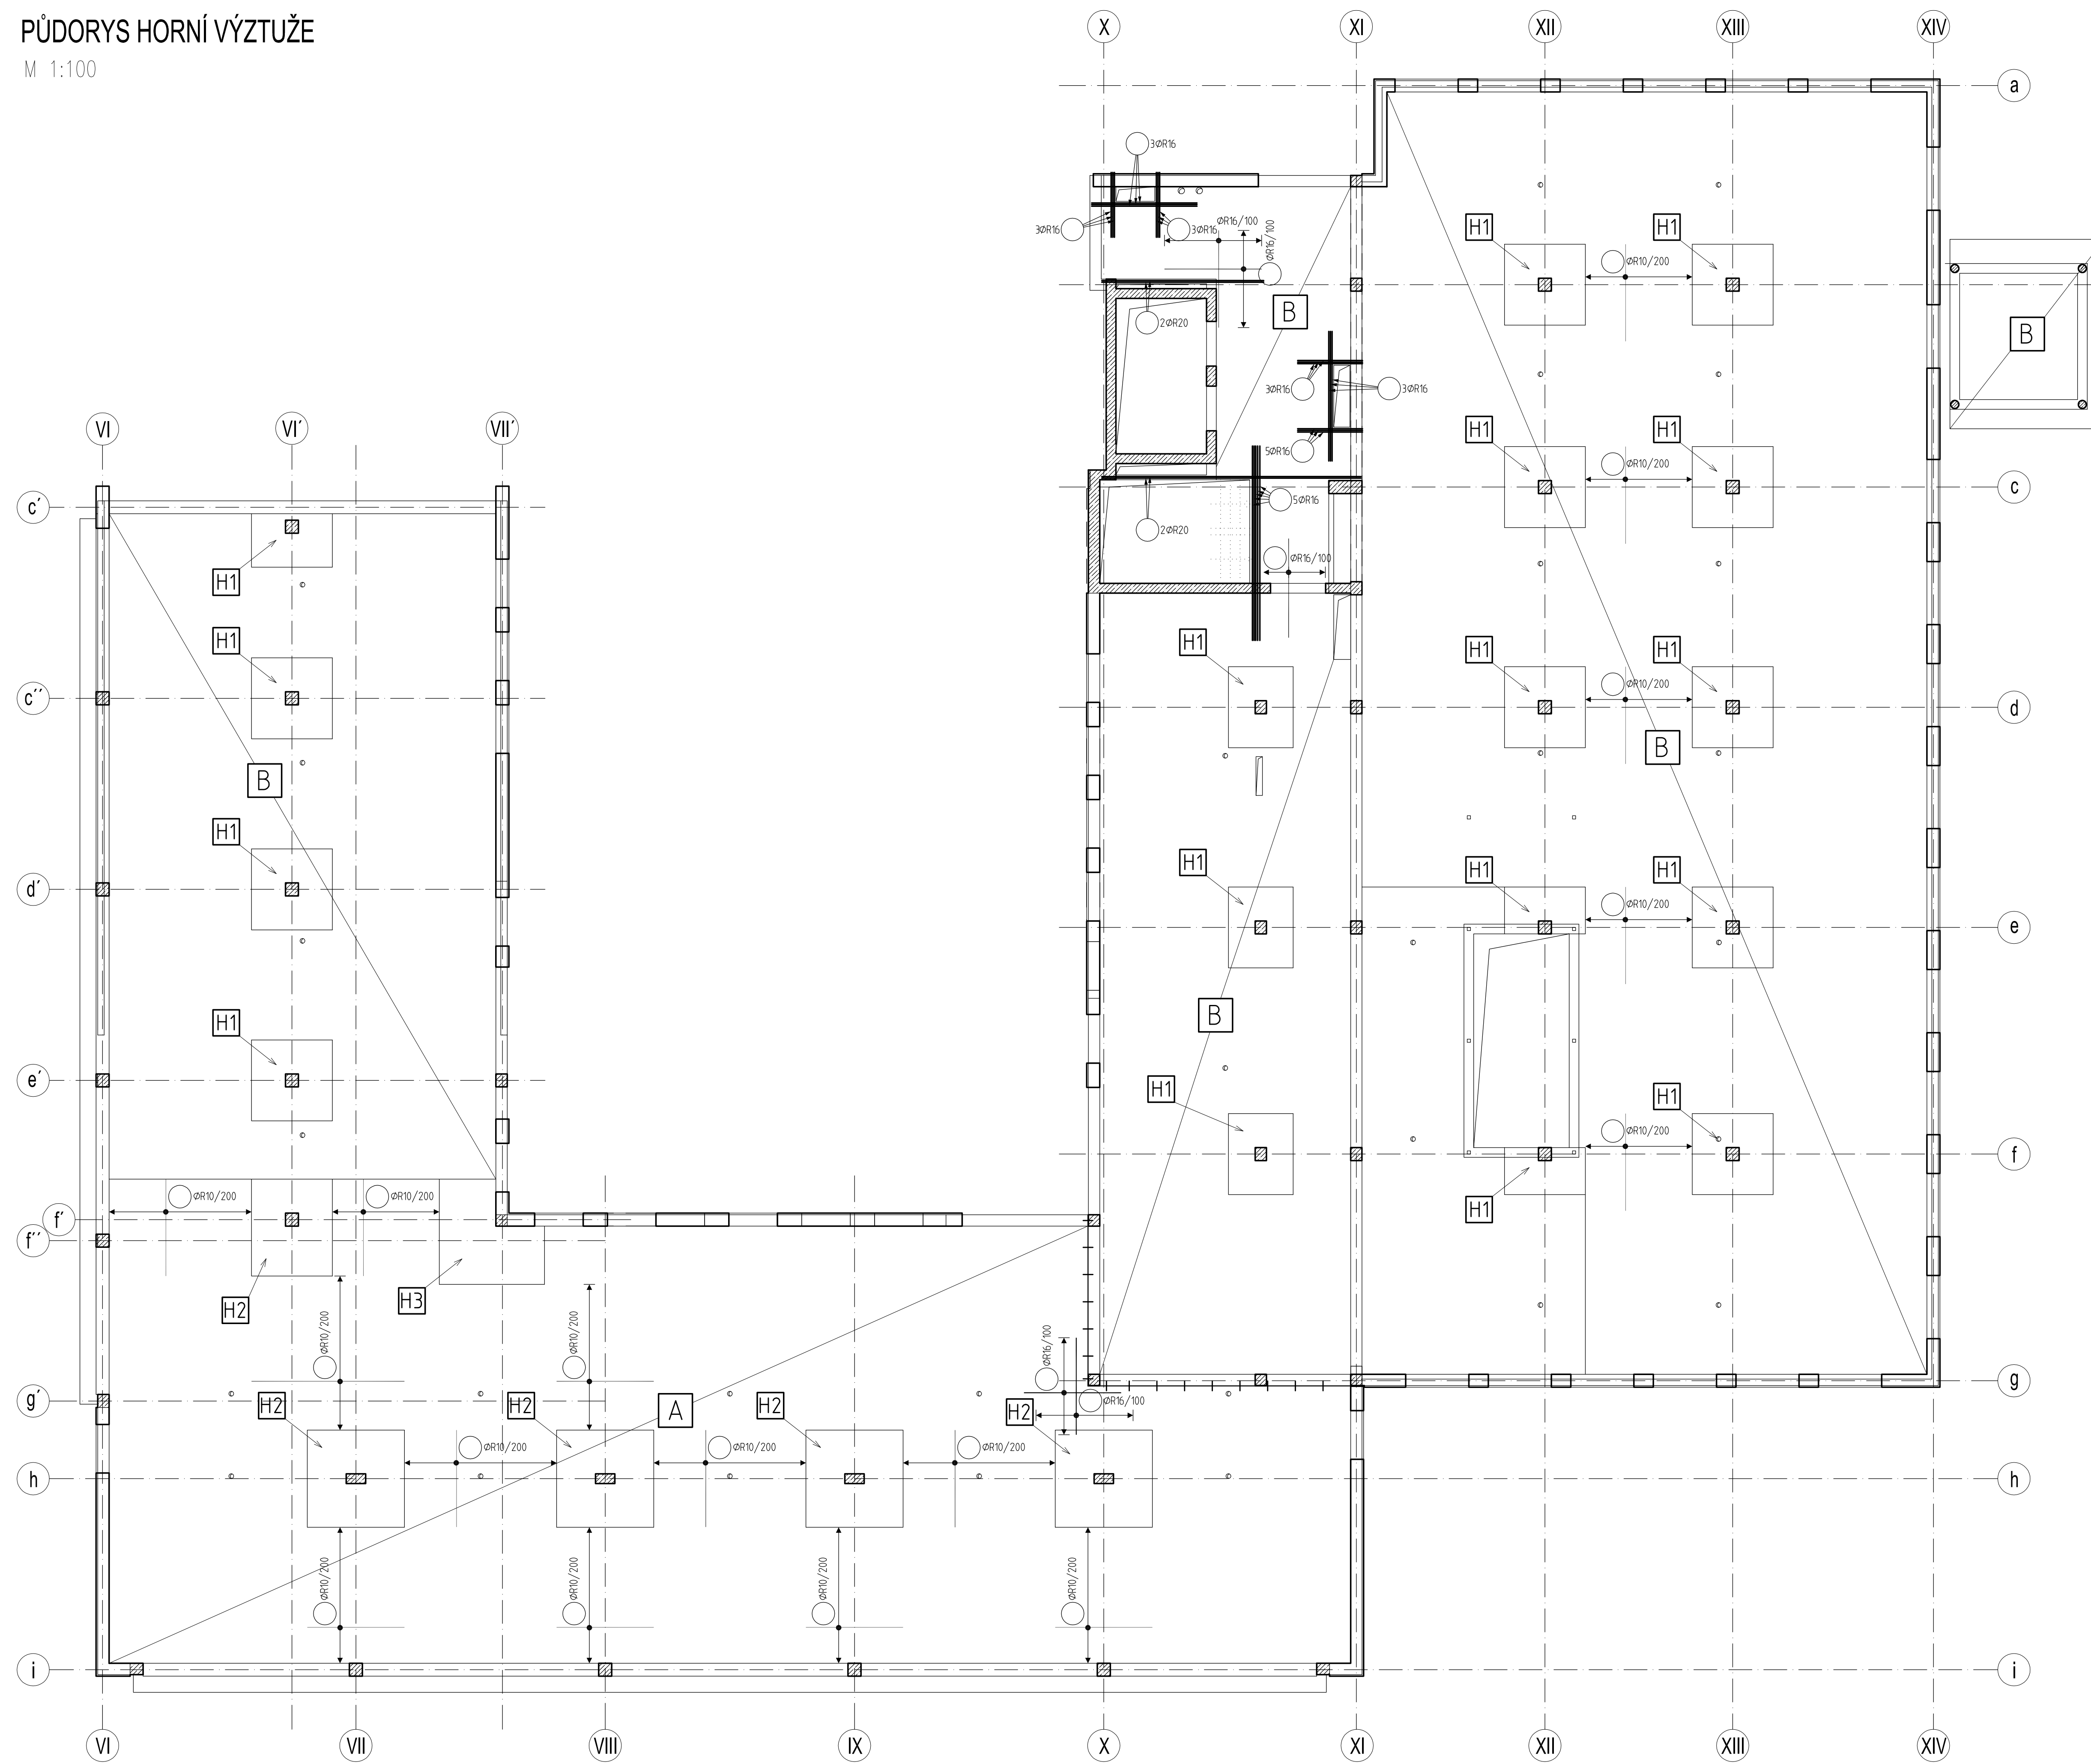 PŮDORYS HORNÍ VÝZTUŽE
M 1:100
X XI XII XIII XIV
a
3ØR16
3ØR16 3ØR16 ØR16/100
ØR16/100
H1 H1
ØR10/200
B
2ØR20
B
3ØR16 3ØR16
VI VI´ VII´
H1 H1
5ØR16
ØR10/200
c´
5ØR16
c
2ØR20
ØR16/100
H1
H1
H1 H1 H1
ØR10/200
c´´
d
B
B
H1
H1 H1 H1
d´
ØR10/200
e
H1
B
e´
H1 H1
ØR10/200
f
ØR10/200 ØR10/200
H1
f´
f´´
H2 H3
ØR10/200 ØR10/200
ØR16/100
g´
g
H2 H2 A H2 H2
ØR16/100
ØR10/200 ØR10/200 ØR10/200
h
h
ØR10/200 ØR10/200 ØR10/200 ØR10/200
i
i
VI VII VIII IX X XI XII XIII XIV